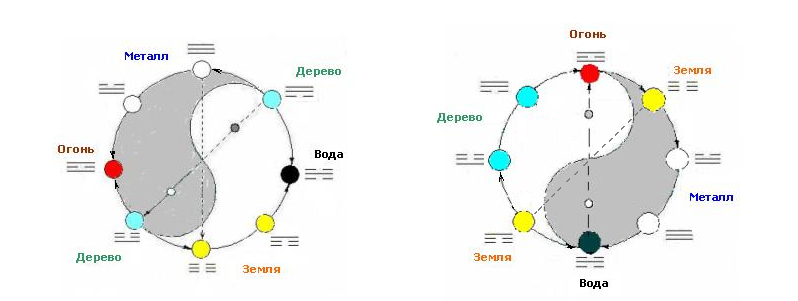 Металл
Дерево
Огонь
Вода
Дерево
Земля
Огонь
Земля
Дерево
Металл
Земля
Вода